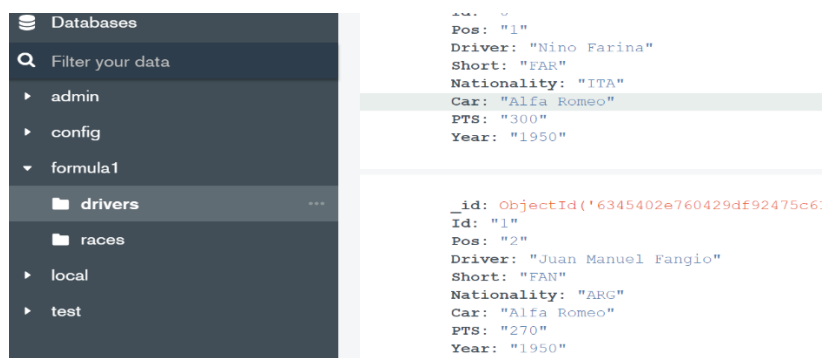 Databases
Filter your data
admin
config
formula1
drivers
races
local
test
Pos: "1"
Driver: "Nino Farina"
Short: "FAR"
Nationality: "ITA"
Car: "Alfa Romeo"
PTS: "300"
Year: "1950"
_id: ObjectId('6345402e760429df92475c6
Id: "1"
Pos: "2"
Driver: "Juan Manuel Fangio"
Short: "FAN"
Nationality: "ARG"
Car: "Alfa Romeo"
PTS: "270"
Year: "1950"